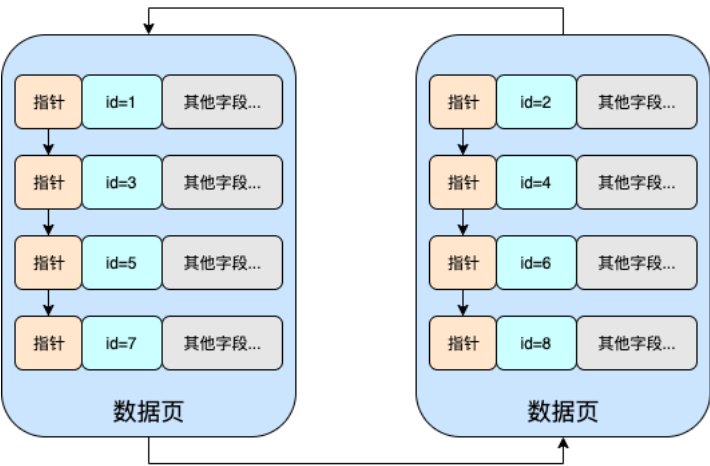 指针 id=1 其他字段...
指针 id=3 其他字段...
指针 id=5 其他字段...
指针 id=7 其他字段...
数据页
指针 id=2 其他字段...
指针 id=4 其他字段...
指针 id=6 其他字段...
指针 id=8 其他字段...
数据页